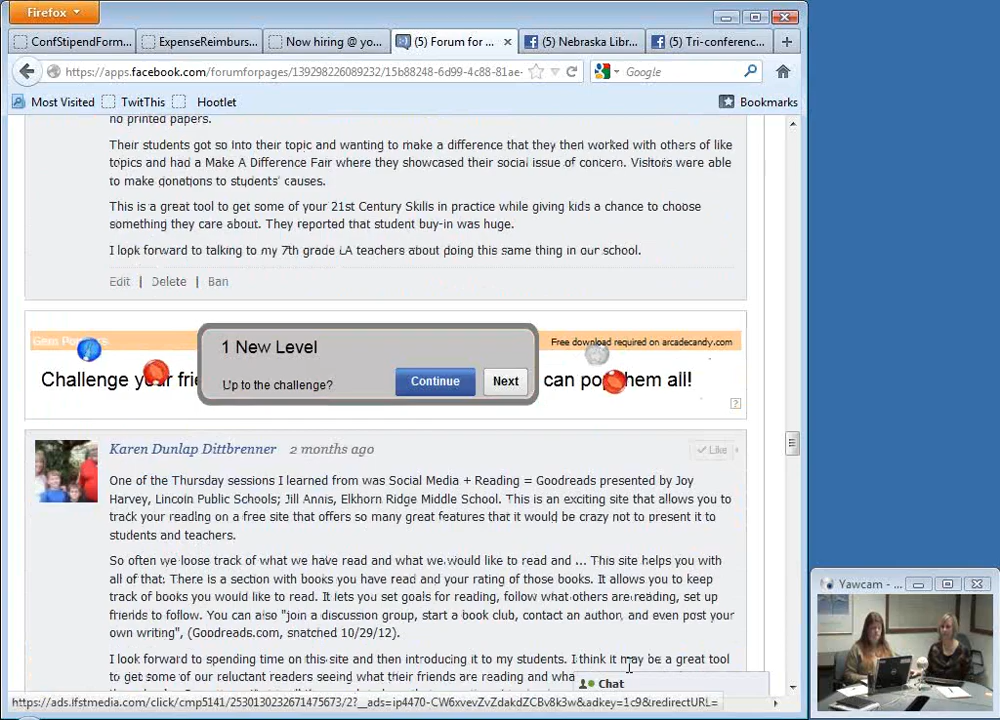 Firefox
ConfStipendForm...
ExpenseReimburs...
Now hiring @ yo...
(5) Forum for ...
(5) Nebraska Libr...
(5) Tri-conferenc...
https://apps.facebook.com/forumforpages/139298226089232/15b88248-6d99-4c88-81ae-
Google
Most Visited
TwitThis
Hootlet
Bookmarks
no printed papers.
Their students got so into their topic and wanting to make a difference that they then worked with others of like
topics and had a Make A Difference Fair where they showcased their social issue of concern. Visitors were able
to make donations to students' causes.
This is a great tool to get some of your 21st Century Skills in practice while giving kids a chance to choose
something they care about. They reported that student buy-in was huge.
I look forward to talking to my 7th grade LA teachers about doing this same thing in our school.
Edit | Delete | Ban
Free download required on arcadecandy.com
1 New Level
Challenge your frie
can pop them all!
Up to the challenge?
Continue
Next
Karen Dunlap Dittbrenner 2 months ago
Like
One of the Thursday sessions I learned from was Social Media + Reading = Goodreads presented by Joy
Harvey, Lincoln Public Schools; Jill Annis, Elkhorn Ridge Middle School. This is an exciting site that allows you to
track your reading on a free site that offers so many great features that it would be crazy not to present it to
students and teachers.
So often we loose track of what we have read and what we would like to read and ... This site helps you with
all of that. There is a section with books you have read and your rating of those books. It allows you to keep
track of books you would like to read. It lets you set goals for reading, follow what others are reading, set up
friends to follow. You can also "join a discussion group, start a book club, contact an author, and even post your
own writing", (Goodreads.com, snatched 10/29/12).
I look forward to spending time on this site and then introducing it to my students. I think it may be a great tool
to get some of our reluctant readers seeing what their friends are reading and wha
Chat
Yawcam - ...